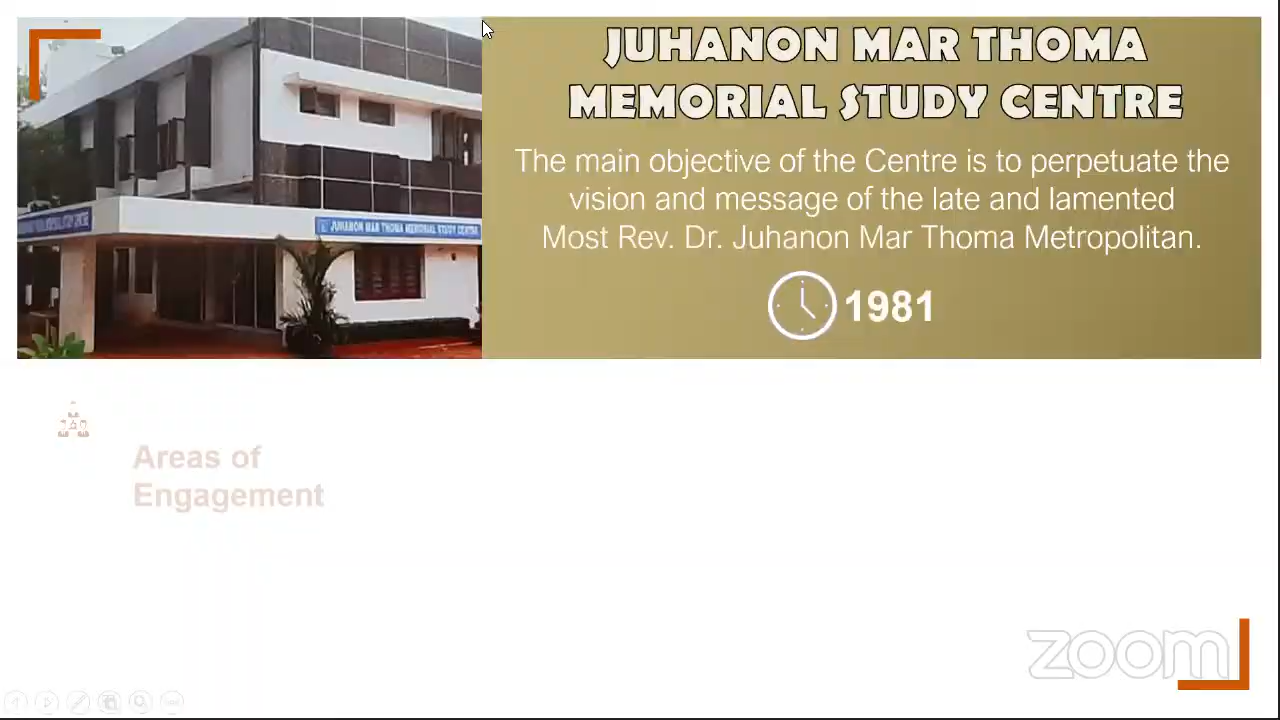 JUHANON MAR THOMA
MEMORIAL STUDY CENTRE
The main objective of the Centre is to perpetuate the
vision and message of the late and lamented
Most Rev. Dr. Juhanon Mar Thoma Metropolitan.
1981
JUHANON MAR THOMA MEMORIAL STUDY CENTRE
Areas of
Engagement
zoom